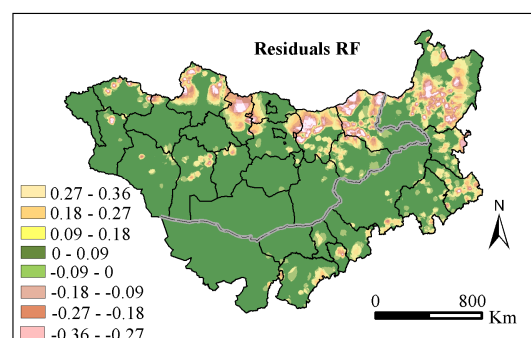 Residuals RF
0.27 - 0.36
0.18 - 0.27
0.09 - 0.18
0 - 0.09
-0.09 - 0
-0.18 - -0.09
-0.27 - -0.18
-0.36 - -0.27
N
0 800
Km